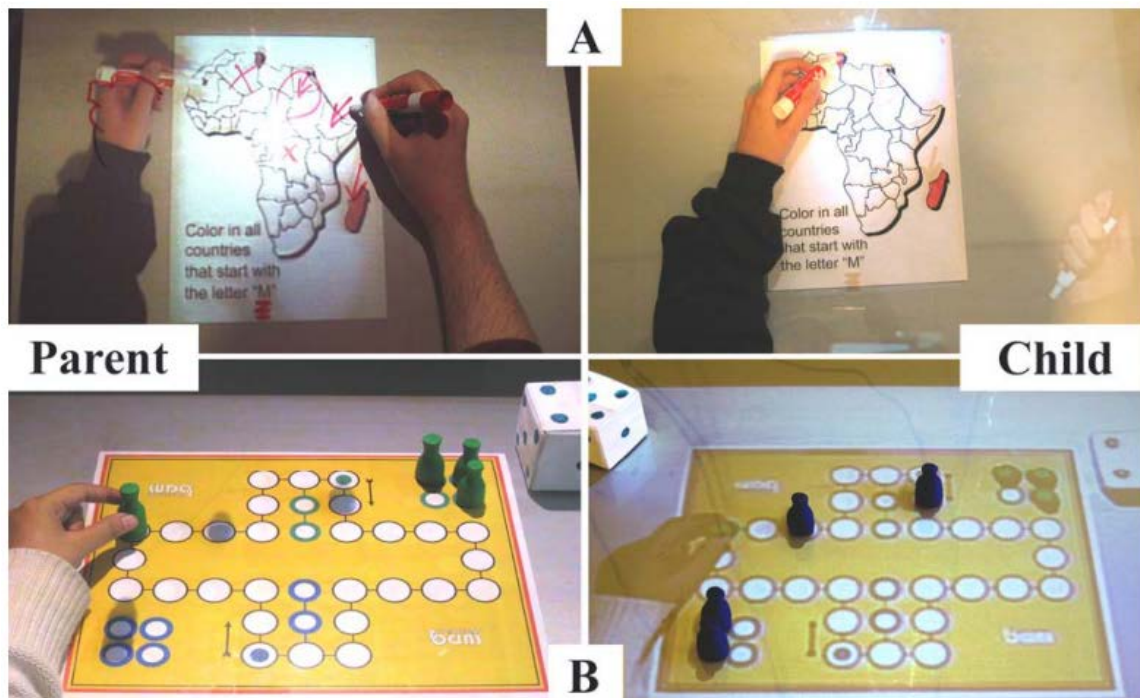 A
Color in all
countries
that start with
the letter "M"
Color in all
countries
that start with
the letter "M"
Parent
Child
B